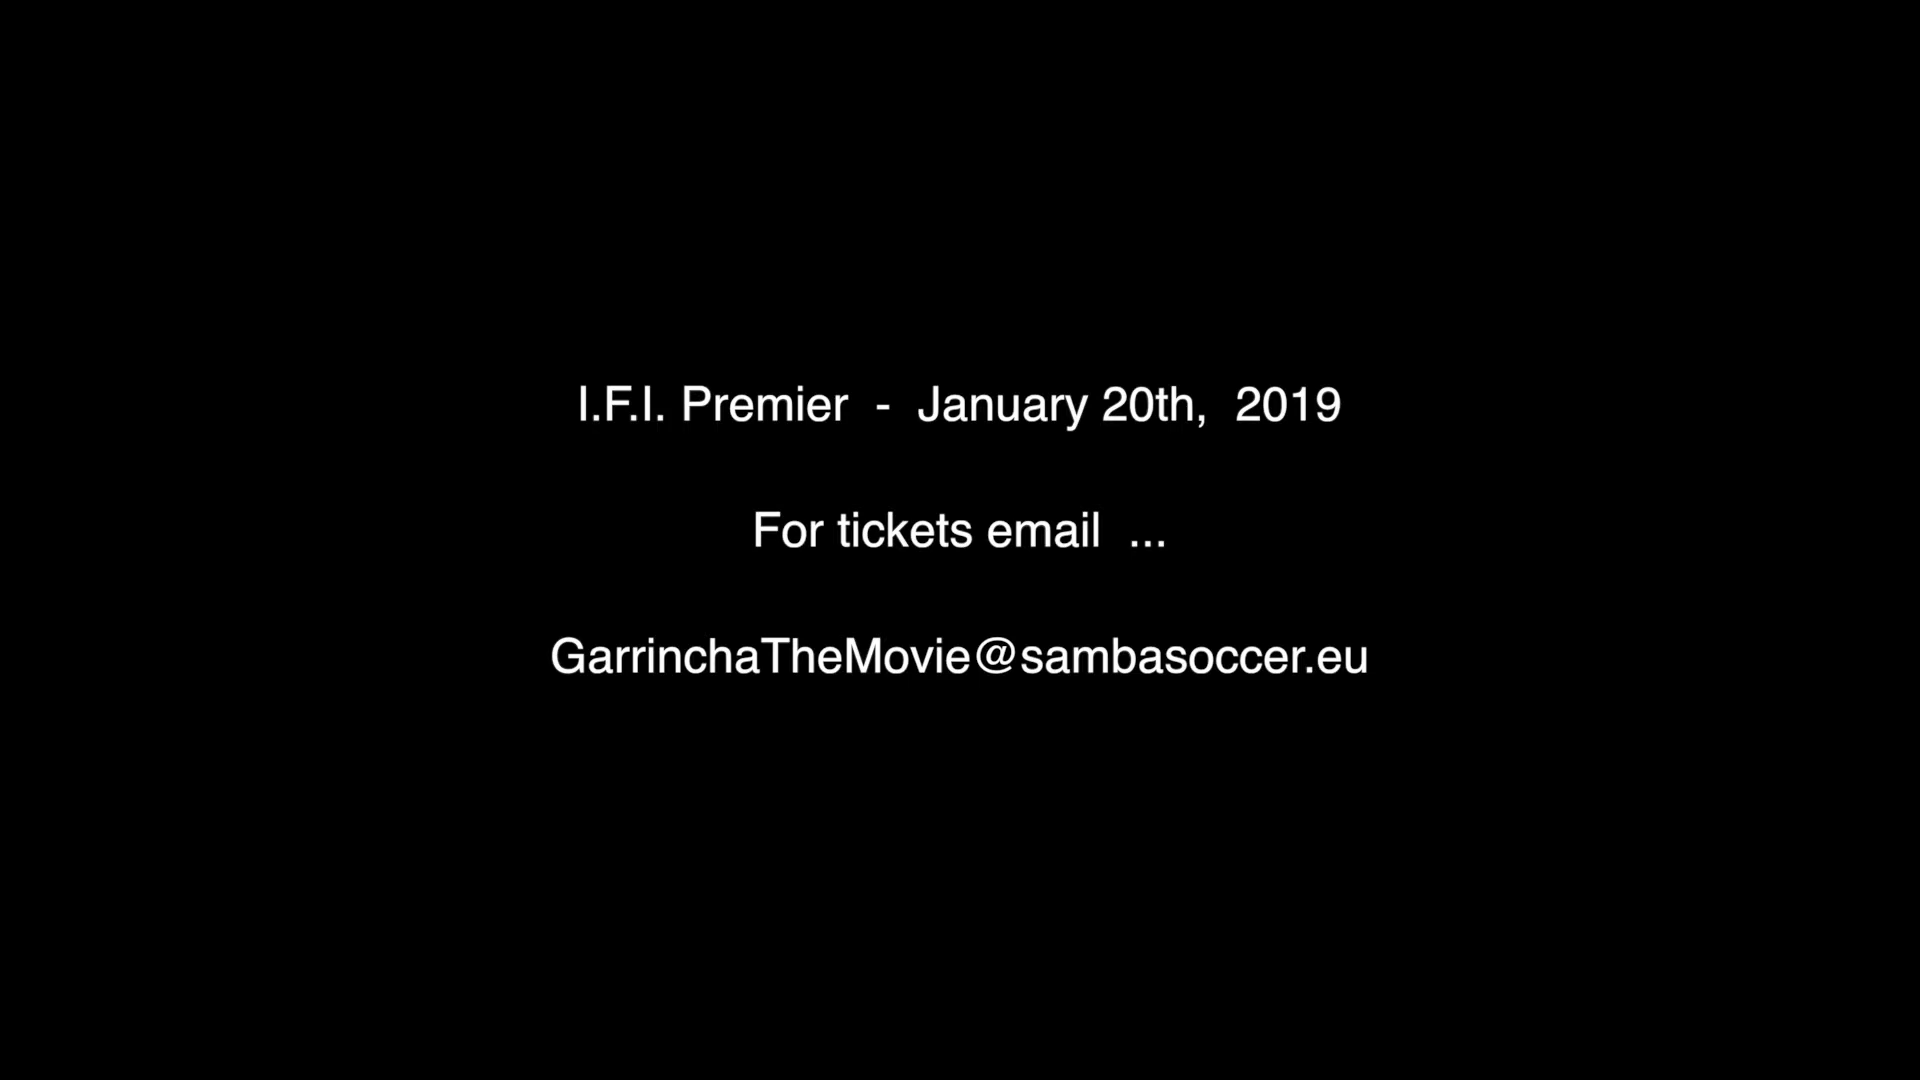 I.F.I. Premier  -  January 20th,  2019
For tickets email  ...
GarrinchaTheMovie@sambasoccer.eu